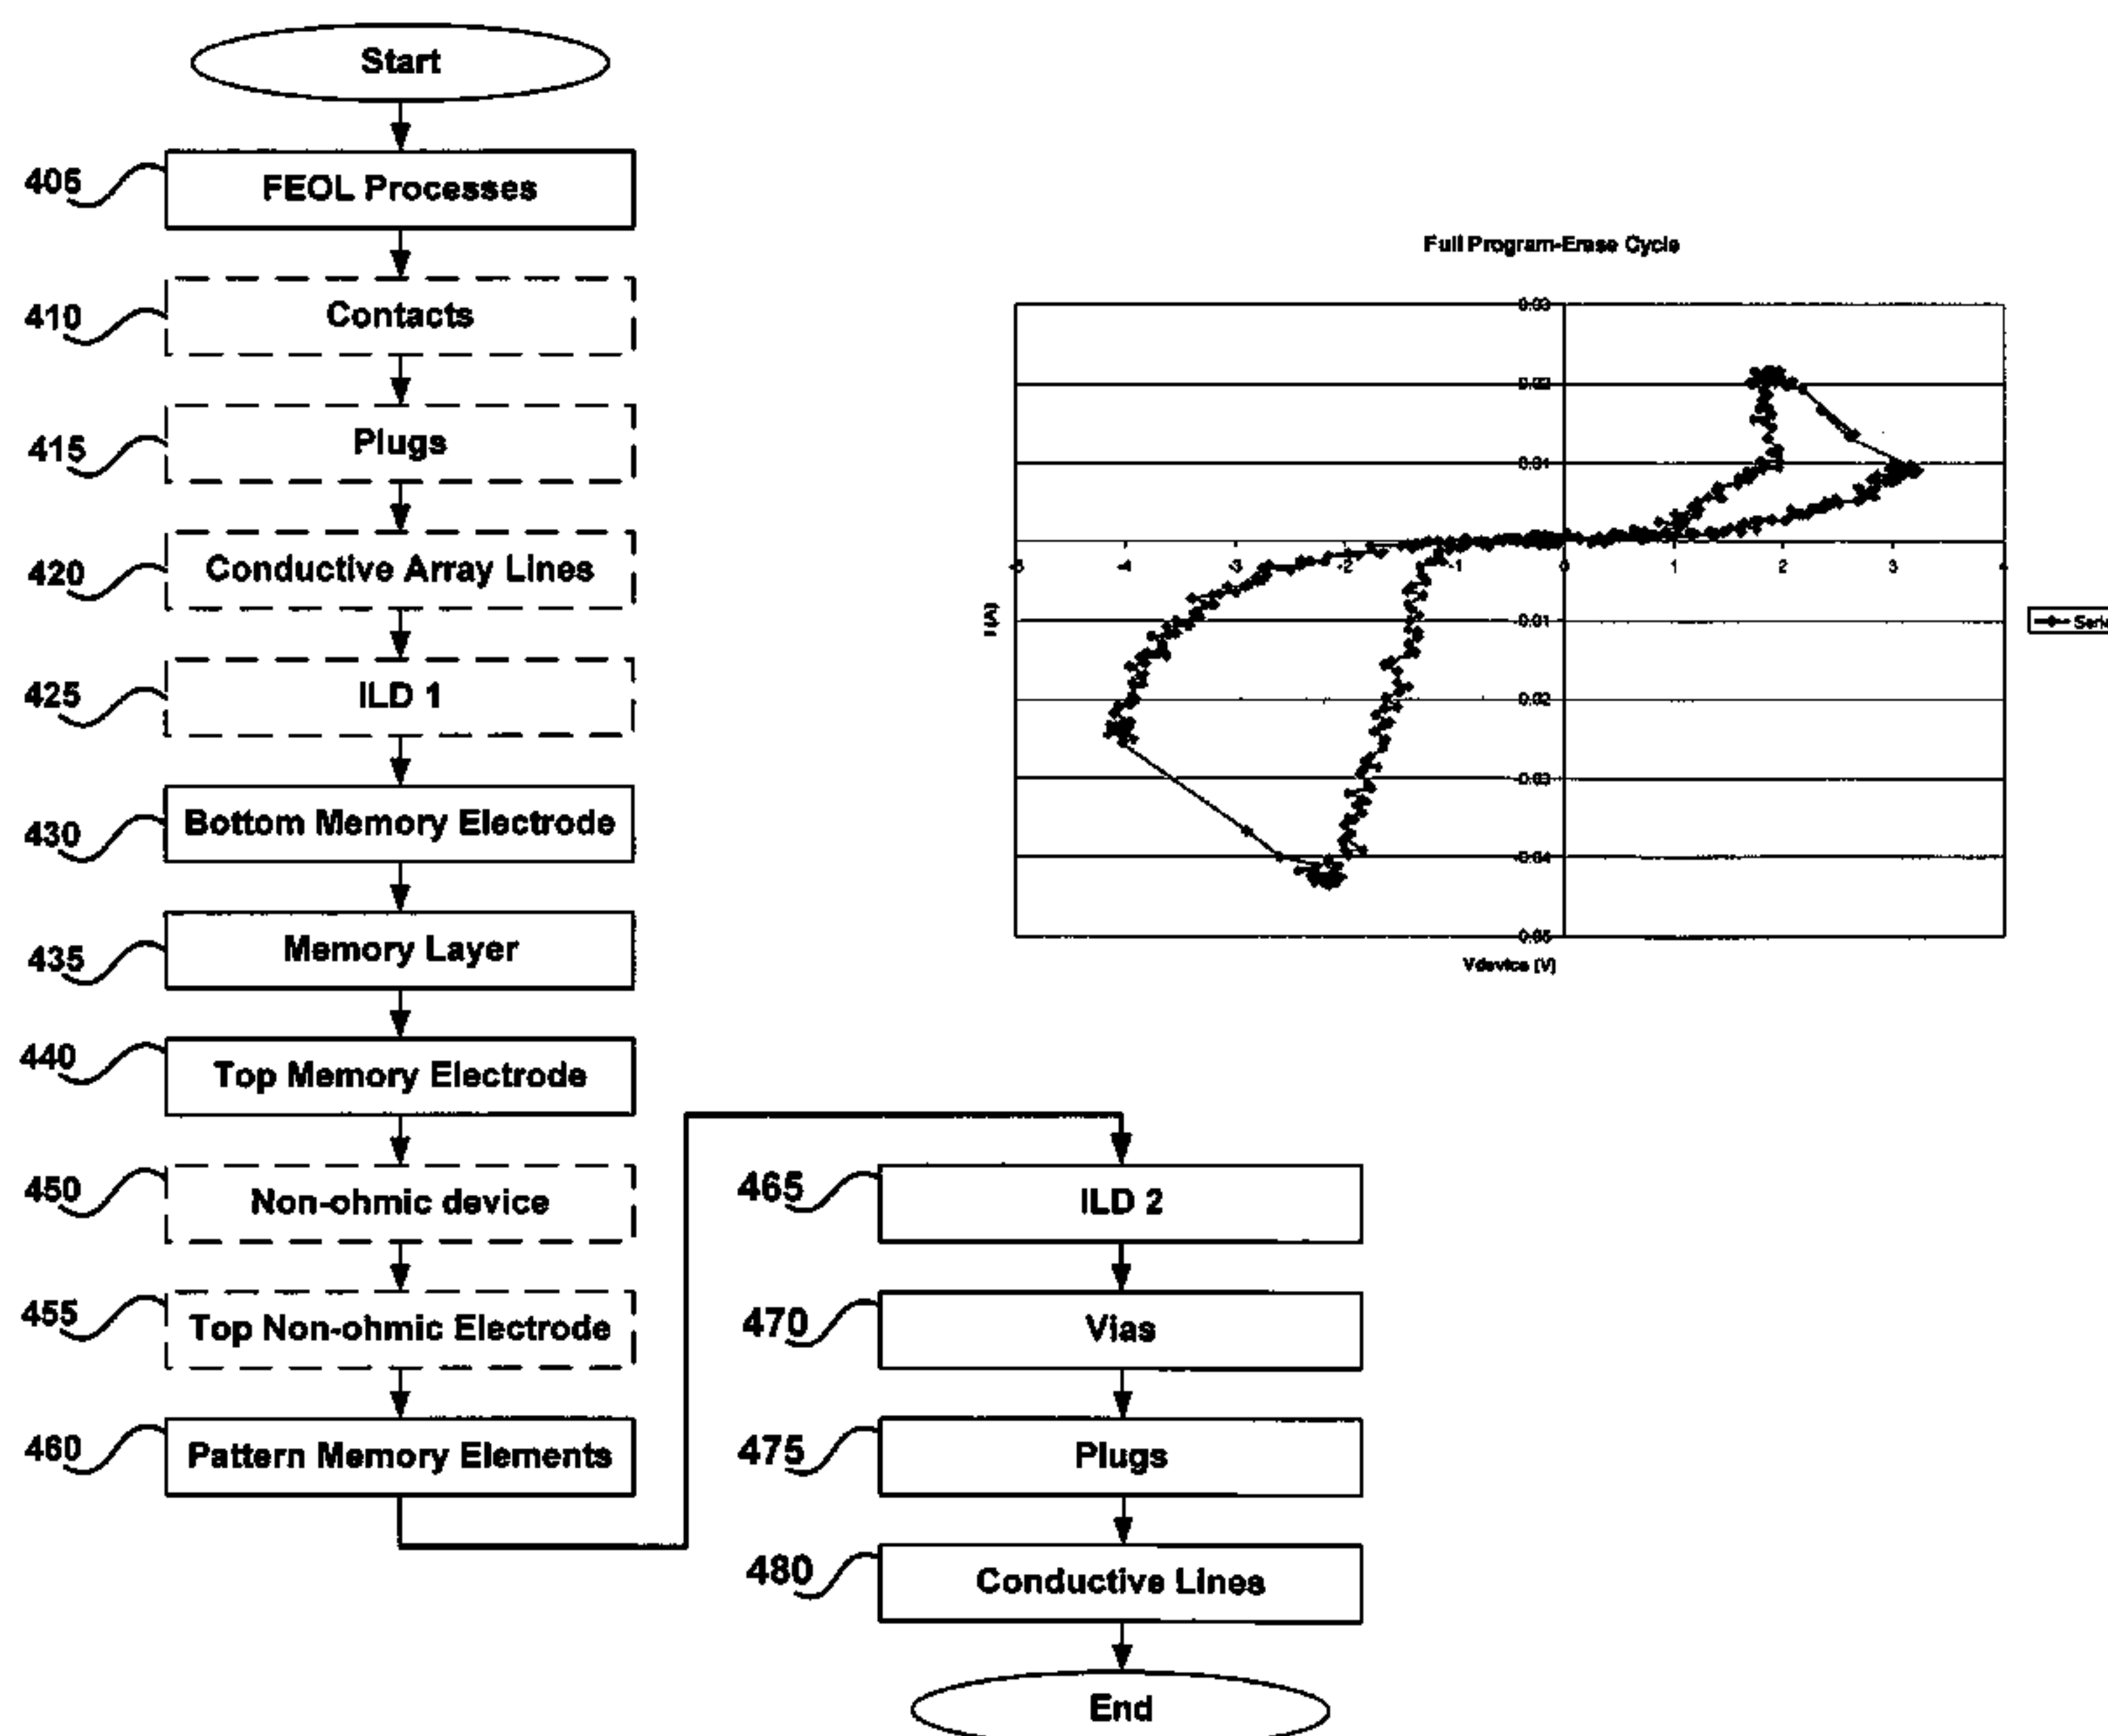 Start
405
FEOL Processes
410
Contacts
415
Plugs
420
Conductive Array Lines
425
ILD 1
430
Bottom Memory Electrode
435
Memory Layer
440
Top Memory Electrode
450
Non-ohmic device
455
Top Non-ohmic Electrode
460
Pattern Memory Elements
465
ILD 2
470
Vias
475
Plugs
480
Conductive Lines
End
Full Program-Erase Cycle
0.03
0.02
0.01
-5 -4 -3 -2 -1 0 1 2 3 4
-0.01
-0.02
-0.03
-0.04
-0.05
I(A)
Vdevice [V]